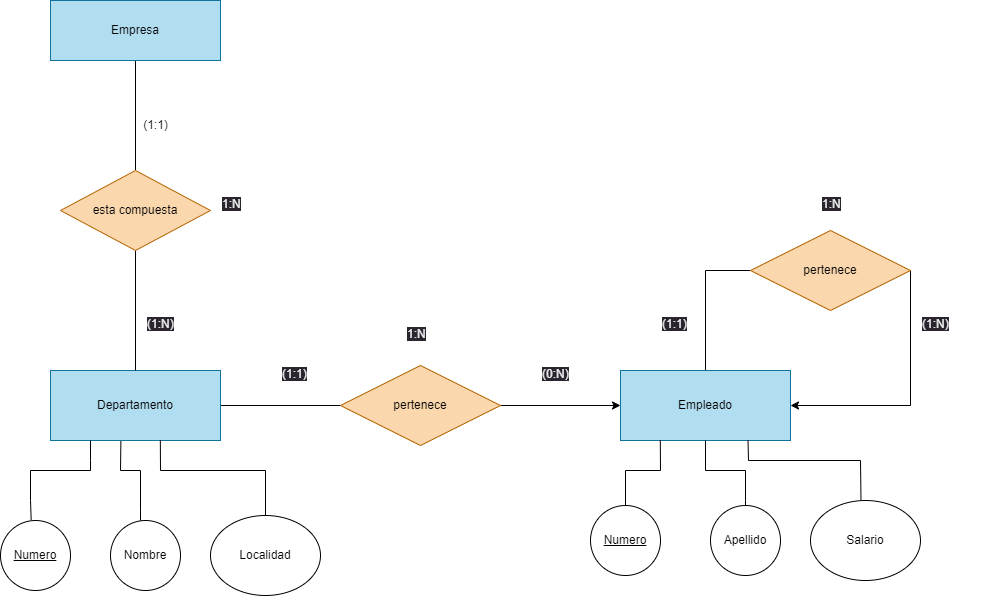 Empresa
(1:1)
esta compuesta
1:N
1:N
pertenece
(1:N)
(1:1)
(1:N)
1:N
(1:1)
(0:N)
Departamento
pertenece
Empleado
Numero
Nombre
Localidad
Numero
Apellido
Salario